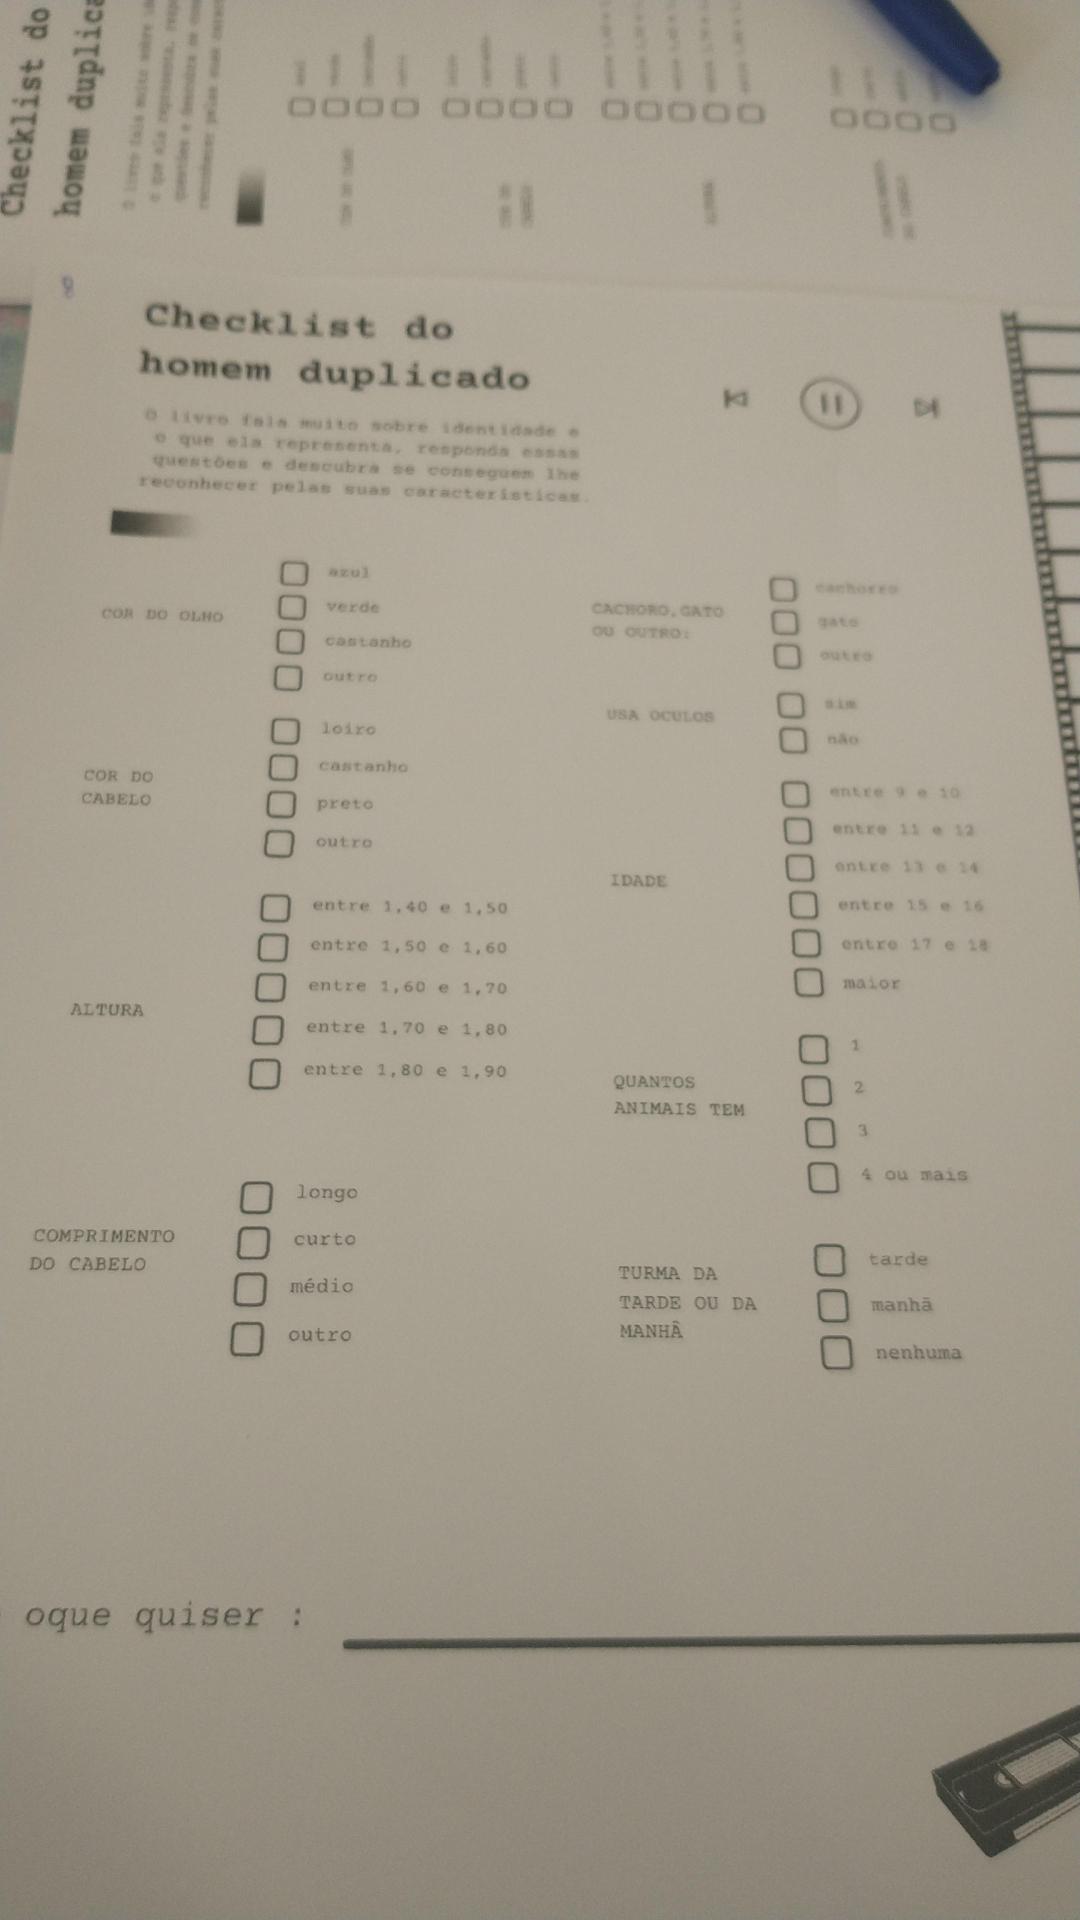 Checklist do
homem duplica
8
Checklist do
homem duplicado
O livro fala muito sobre identidade e
o que ela representa, responda essas
questões e descubra se conseguem lhe
reconhecer pelas suas características.
COR DO OLHO
azul
verde
castanho
outro
COR DO
CABELO
loiro
castanho
preto
outro
ALTURA
entre 1,40 e 1,50
entre 1,50 e 1,60
entre 1,60 e 1,70
entre 1,70 e 1,80
entre 1,80 e 1,90
COMPRIMENTO
DO CABELO
longo
curto
médio
outro
CACHORO,GATO
OU OUTRO:
cachorro
gato
outro
USA OCULOS
sim
não
IDADE
entre 9 e 10
entre 11 e 12
entre 13 e 14
entre 15 e 16
entre 17 e 18
maior
QUANTOS
ANIMAIS TEM
1
2
3
4 ou mais
TURMA DA
TARDE OU DA
MANHÃ
tarde
manhã
nenhuma
oque quiser :